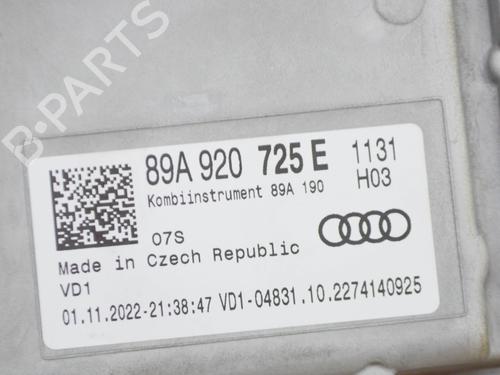 B-PARTS
89A 920 725 E 1131
Kombiinstrument 89A 190 H03
07S
Made in Czech Republic
VD1
01.11.2022-21:38:47 VD1-04831.10.2274140925